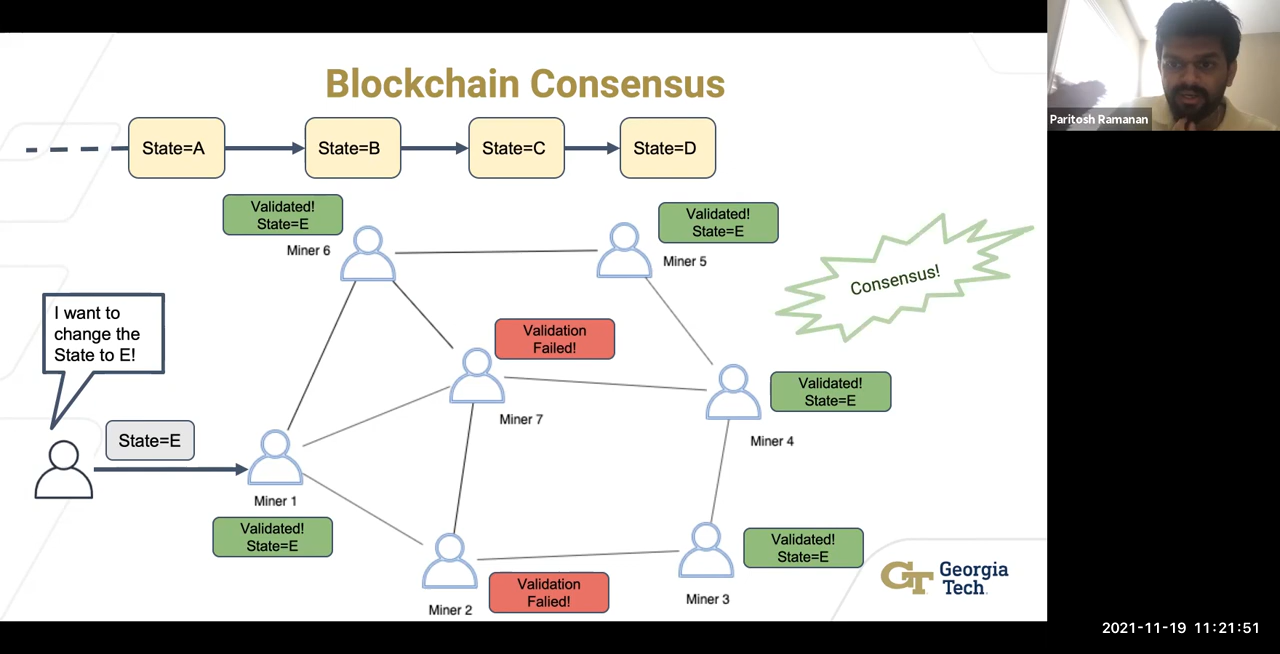 Blockchain Consensus
Paritosh Ramanan
State=A
State=B
State=C
State=D
Validated!
State=E
Miner 6
Validated!
State=E
Miner 5
Consensus!
I want to
change the
State to E!
Validation
Failed!
Miner 7
Validated!
State=E
Miner 4
State=E
Miner 1
Validated!
State=E
Miner 2
Validation
Falied!
Validated!
State=E
Miner 3
GT Georgia
Tech
2021-11-19 11:21:51